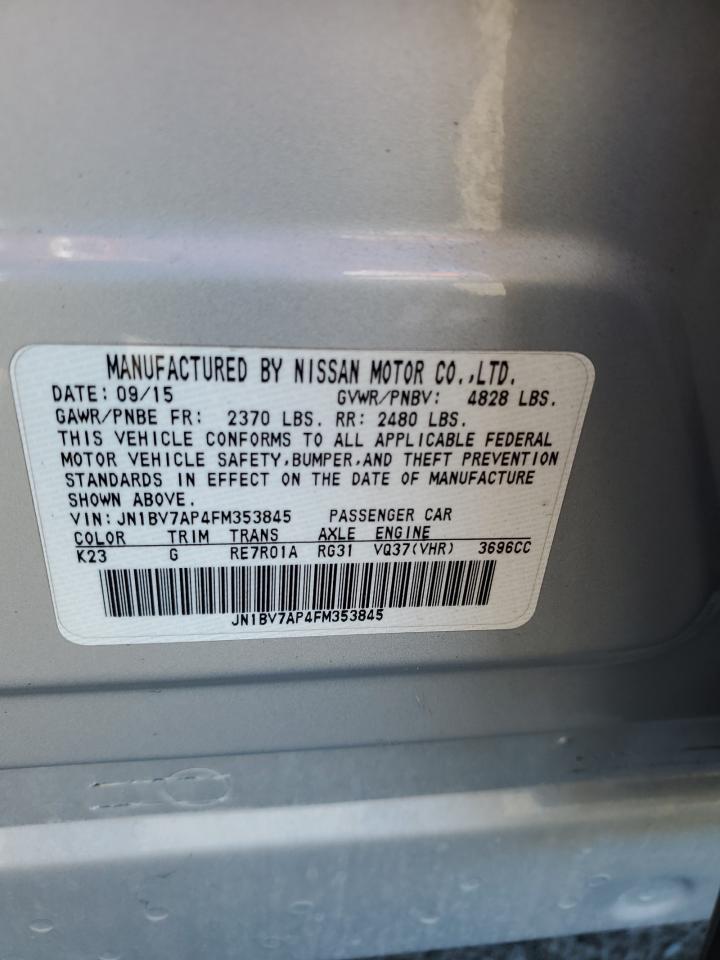 MANUFACTURED BY NISSAN MOTOR CO.,LTD.
DATE: 09/15 GVWR/PNBV: 4828 LBS.
GAWR/PNBE FR: 2370 LBS. RR: 2480 LBS.
THIS VEHICLE CONFORMS TO ALL APPLICABLE FEDERAL
MOTOR VEHICLE SAFETY,BUMPER,AND THEFT PREVENTION
STANDARDS IN EFFECT ON THE DATE OF MANUFACTURE
SHOWN ABOVE.
VIN:JN1BV7AP4FM353845 PASSENGER CAR
COLOR TRIM TRANS AXLE ENGINE
K23 G RE7R01A RG31 VQ37(VHR) 3696CC
JN1BV7AP4FM353845